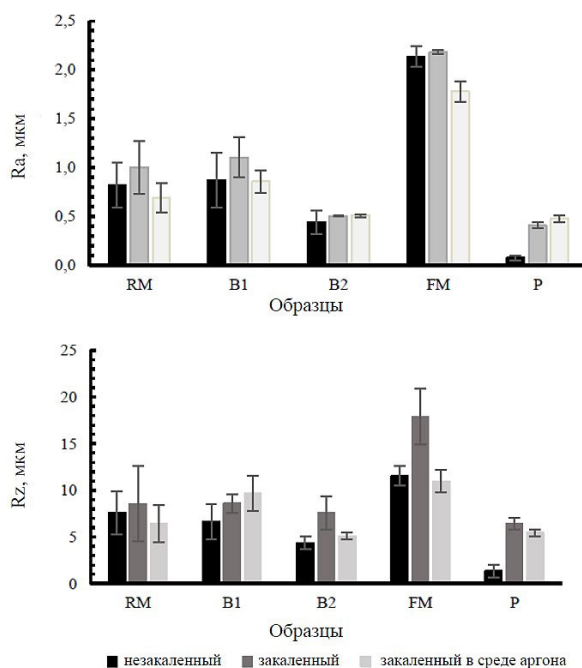 Ra, мкм
2,5
2,0
1,5
1,0
0,5
0,0
RM B1 B2 FM P
Образцы
Rz, мкм
25
20
15
10
5
0
RM B1 B2 FM P
Образцы
незакаленный закаленный закаленный в среде аргона